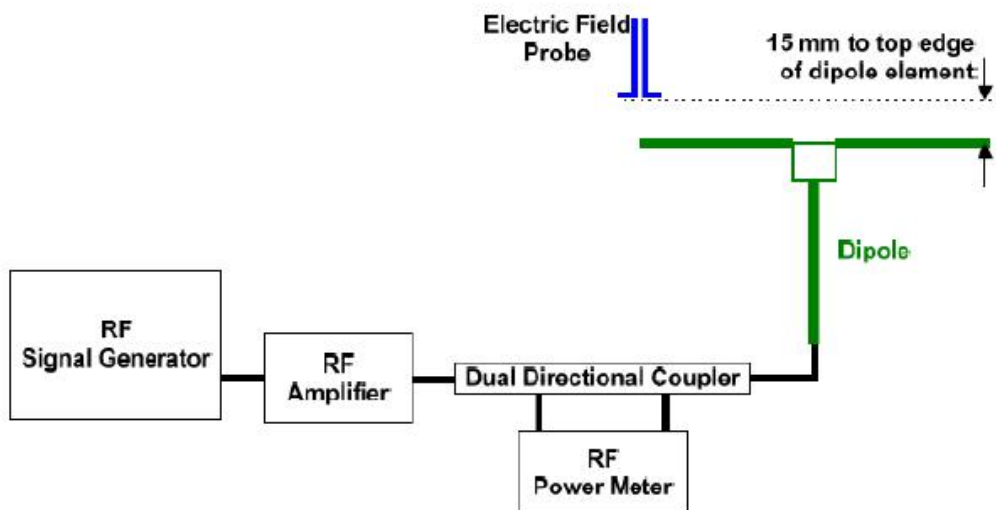 Electric Field
Probe
15 mm to top edge
of dipole element
Dipole
RF
Signal Generator
RF
Amplifier
Dual Directional Coupler
RF
Power Meter